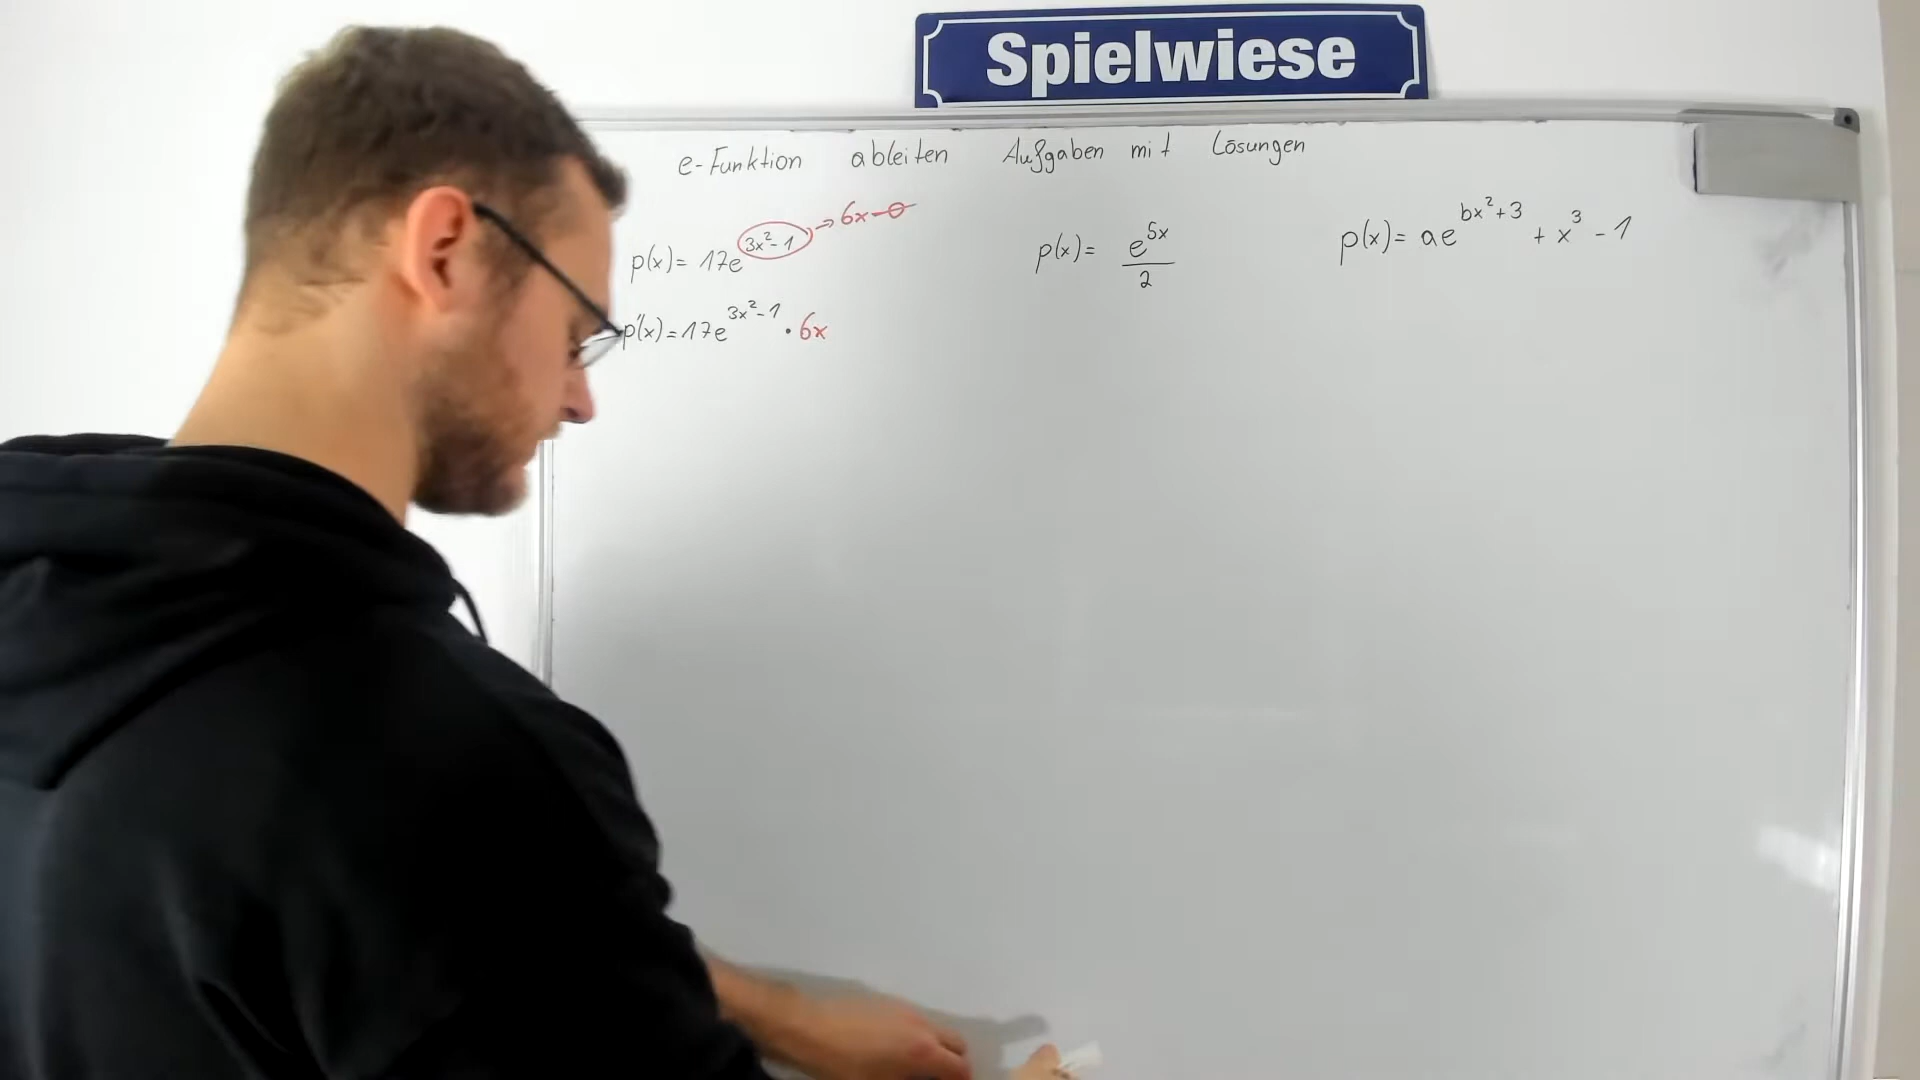 Spielwiese
e-Funktion ableiten Aufgaben mit Lösungen
p(x) = 17e^(3x²-1) → 6x-0
p'(x) = 17e^(3x²-1) · 6x
p(x) = e^(5x)/2
p(x) = ae^(bx²+3) + x³ - 1